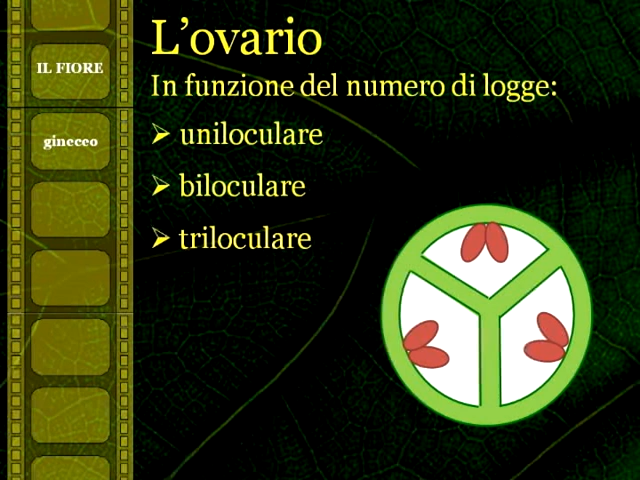 L'ovario
IL FIORE
In funzione del numero di logge:
gineceo
➢ uniloculare
➢ biloculare
➢ triloculare